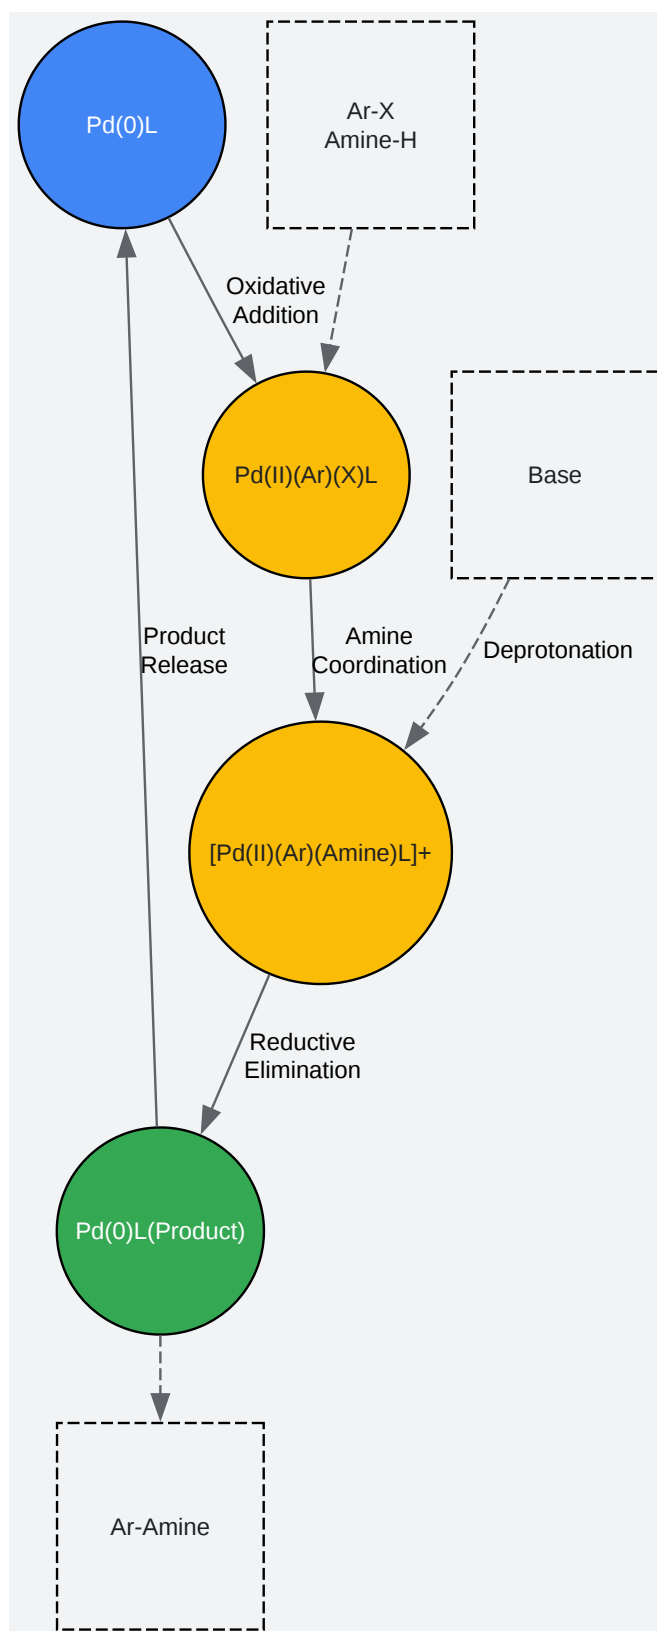 Pd(0)L
Ar-X
Amine-H
Oxidative
Addition
Pd(II)(Ar)(X)L
Base
Product
Release
Amine
Coordination
Deprotonation
[Pd(II)(Ar)(Amine)L]+
Reductive
Elimination
Pd(0)L(Product)
Ar-Amine